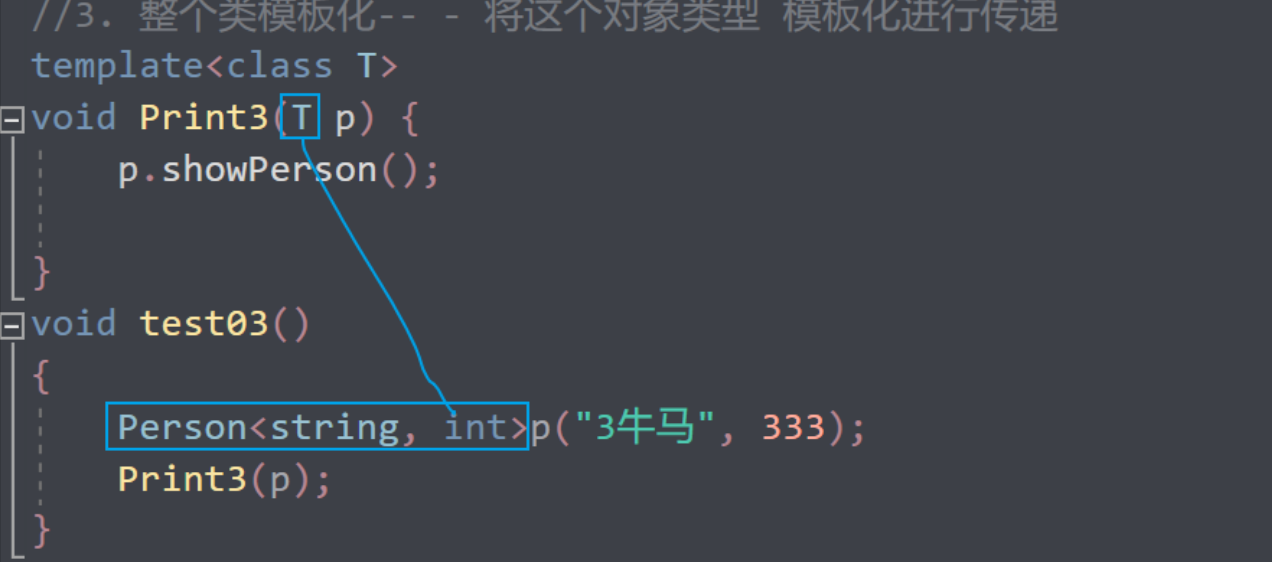 //3. 整个类模板化-- - 将这个对象类型 模板化进行传递
template<class T>
void Print3(T p) {
p.showPerson();
}
void test03()
{
Person<string, int>p("3牛马", 333);
Print3(p);
}